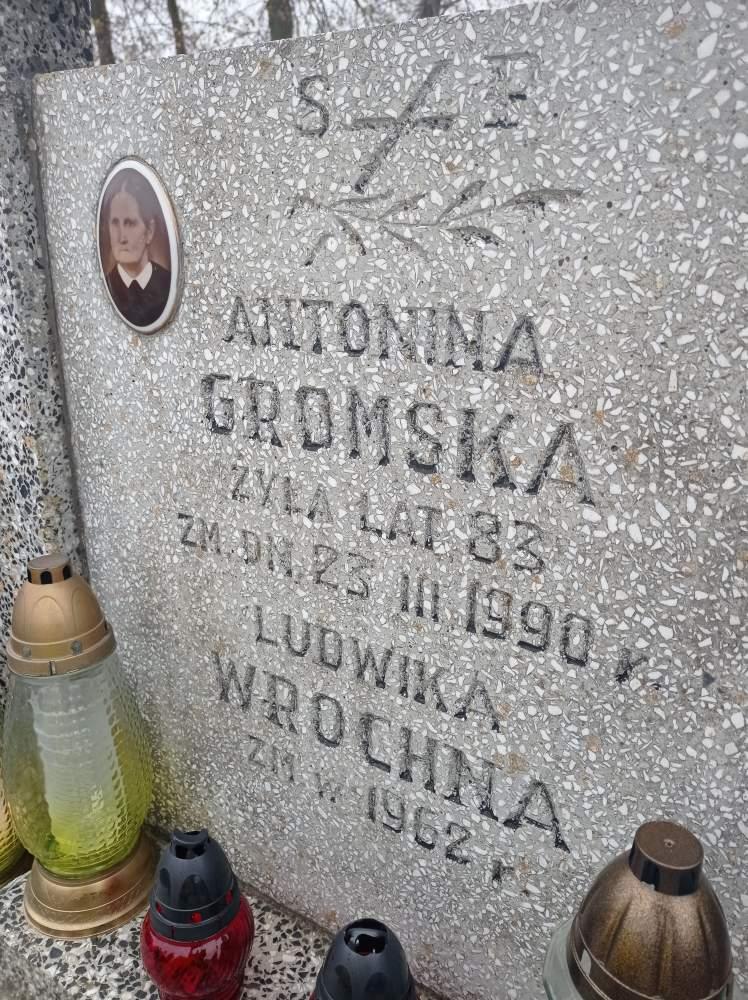 S P
ANTONINA
GROMSKA
ŻYŁA LAT 83
ZM. DN. 23 III 1990 r.
LUDWIKA
WROCHNA
ZM W 1962 r.